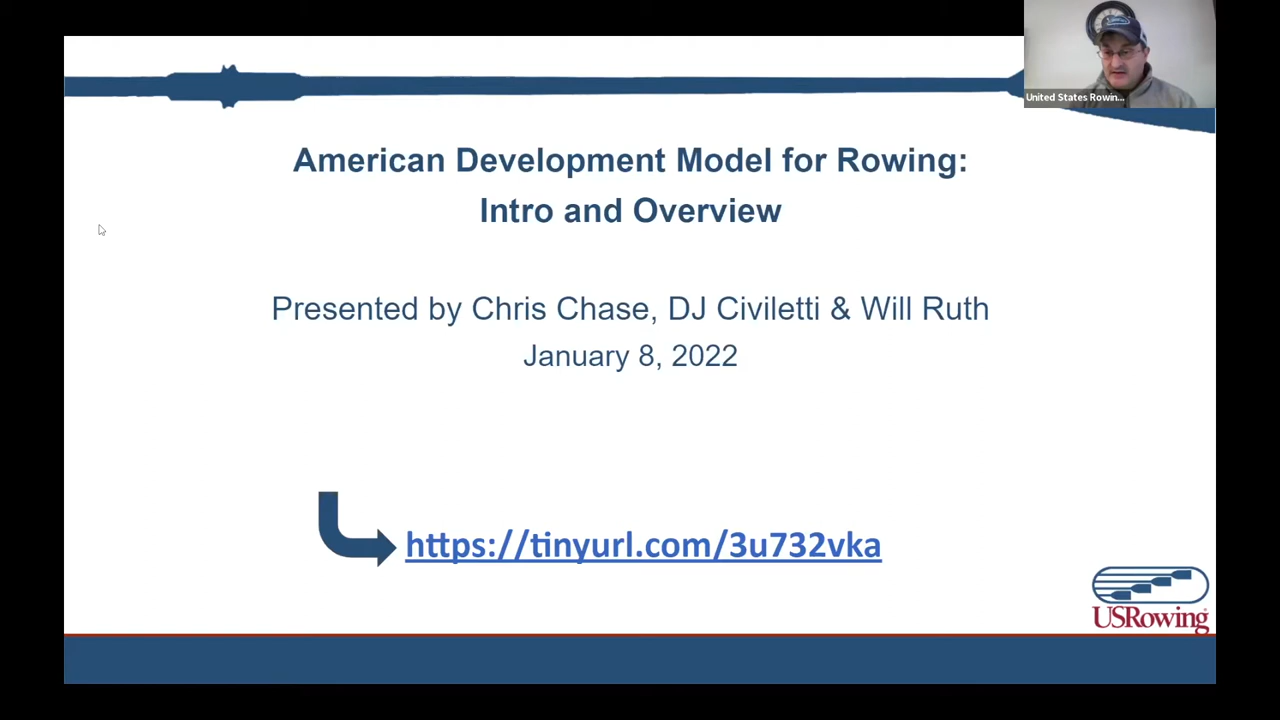 United States Rowin...
American Development Model for Rowing:
Intro and Overview
Presented by Chris Chase, DJ Civiletti & Will Ruth
January 8, 2022
https://tinyurl.com/3u732vka
USRowing